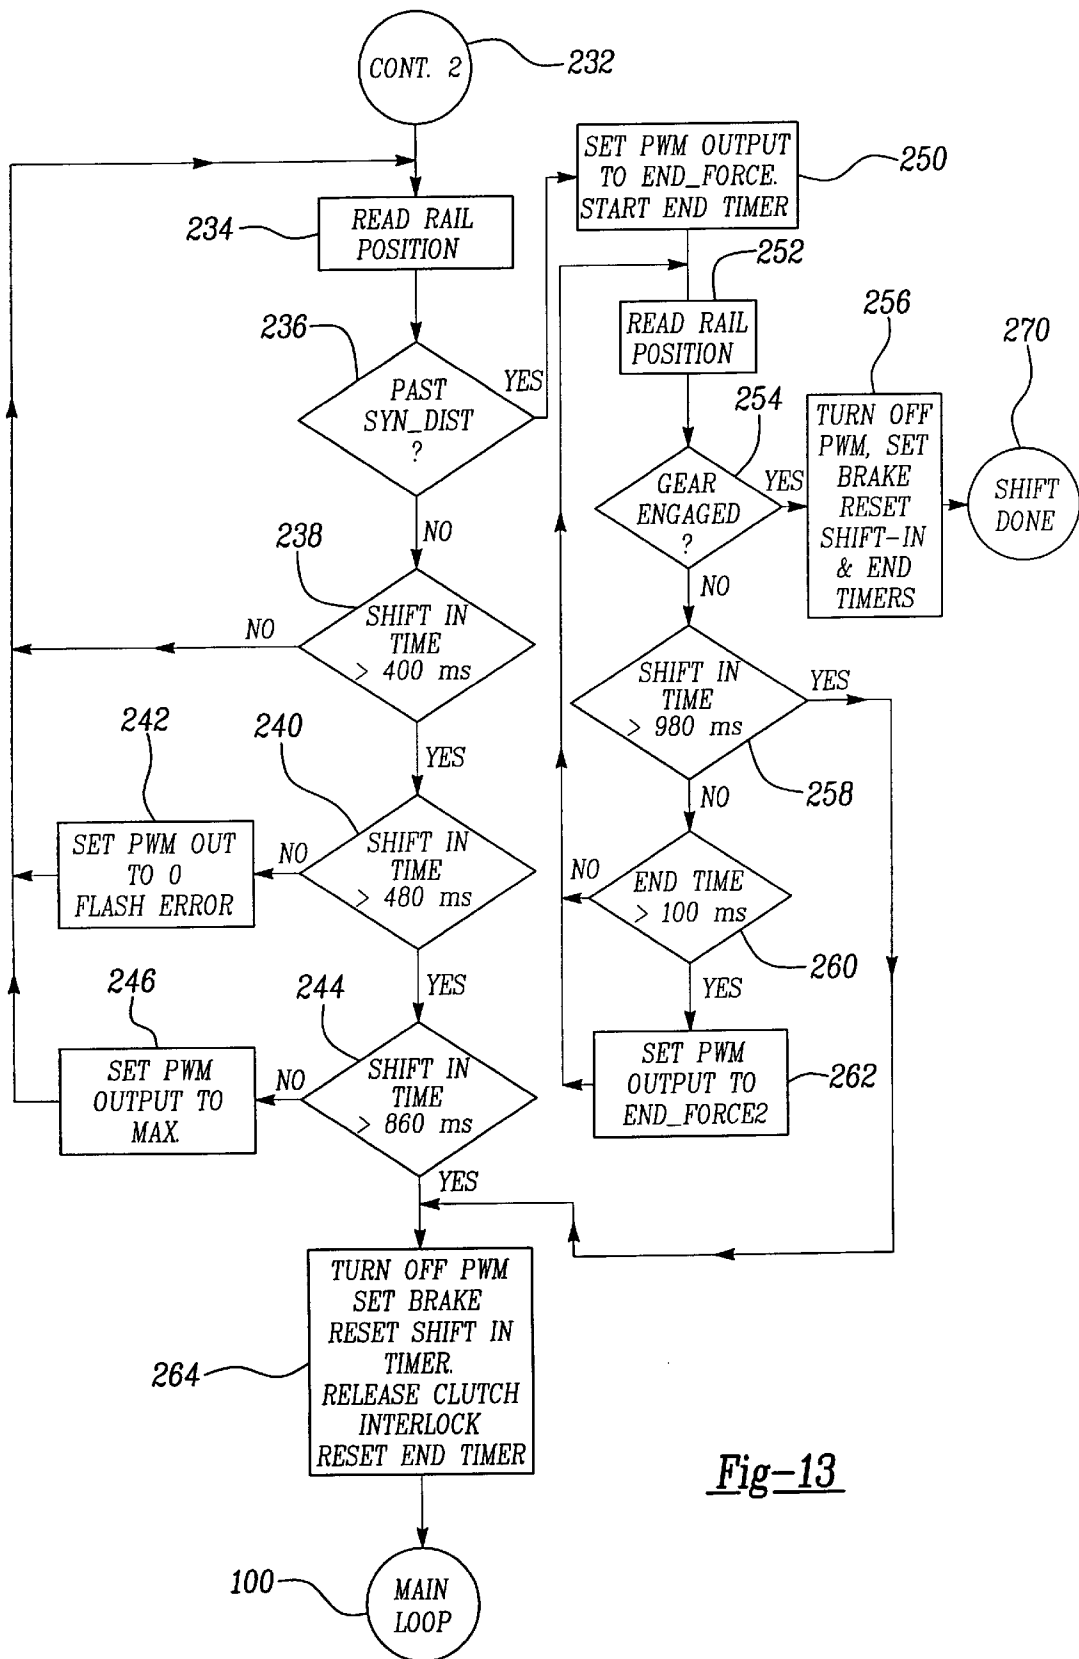 CONT. 2
232
READ RAIL
POSITION
234
236
PAST
SYN_DIST
?
YES
NO
238
SHIFT IN
TIME
> 400 ms
NO
YES
240
SHIFT IN
TIME
> 480 ms
NO
242
SET PWM OUT
TO 0
FLASH ERROR
YES
244
SHIFT IN
TIME
> 860 ms
NO
246
SET PWM
OUTPUT TO
MAX.
YES
SET PWM OUTPUT
TO END_FORCE.
START END TIMER
250
252
READ RAIL
POSITION
254
GEAR
ENGAGED
?
YES
256
TURN OFF
PWM, SET
BRAKE
RESET
SHIFT-IN
& END
TIMERS
270
SHIFT
DONE
NO
SHIFT IN
TIME
> 980 ms
YES
258
NO
END TIME
> 100 ms
NO
260
YES
SET PWM
OUTPUT TO
END_FORCE2
262
TURN OFF PWM
SET BRAKE
RESET SHIFT IN
TIMER.
RELEASE CLUTCH
INTERLOCK
RESET END TIMER
264
100
MAIN
LOOP
Fig-13